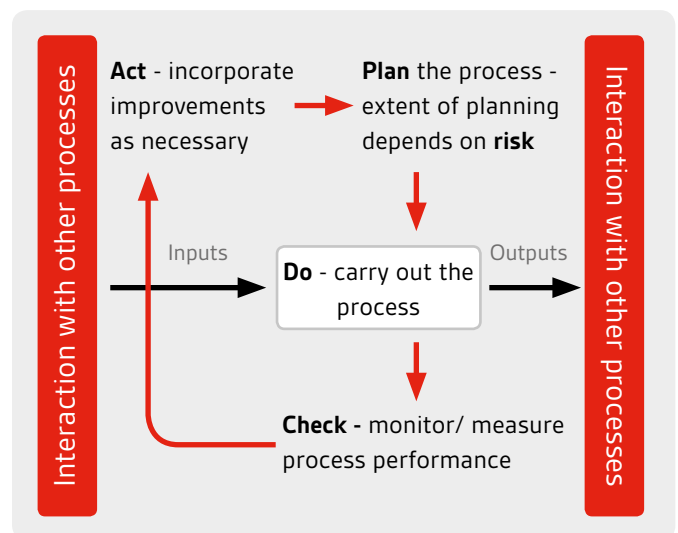 Interaction with other processes
Act - incorporate
improvements
as necessary
Plan the process -
extent of planning
depends on risk
Inputs
Do - carry out the
process
Outputs
Check - monitor/ measure
process performance
Interaction with other processes